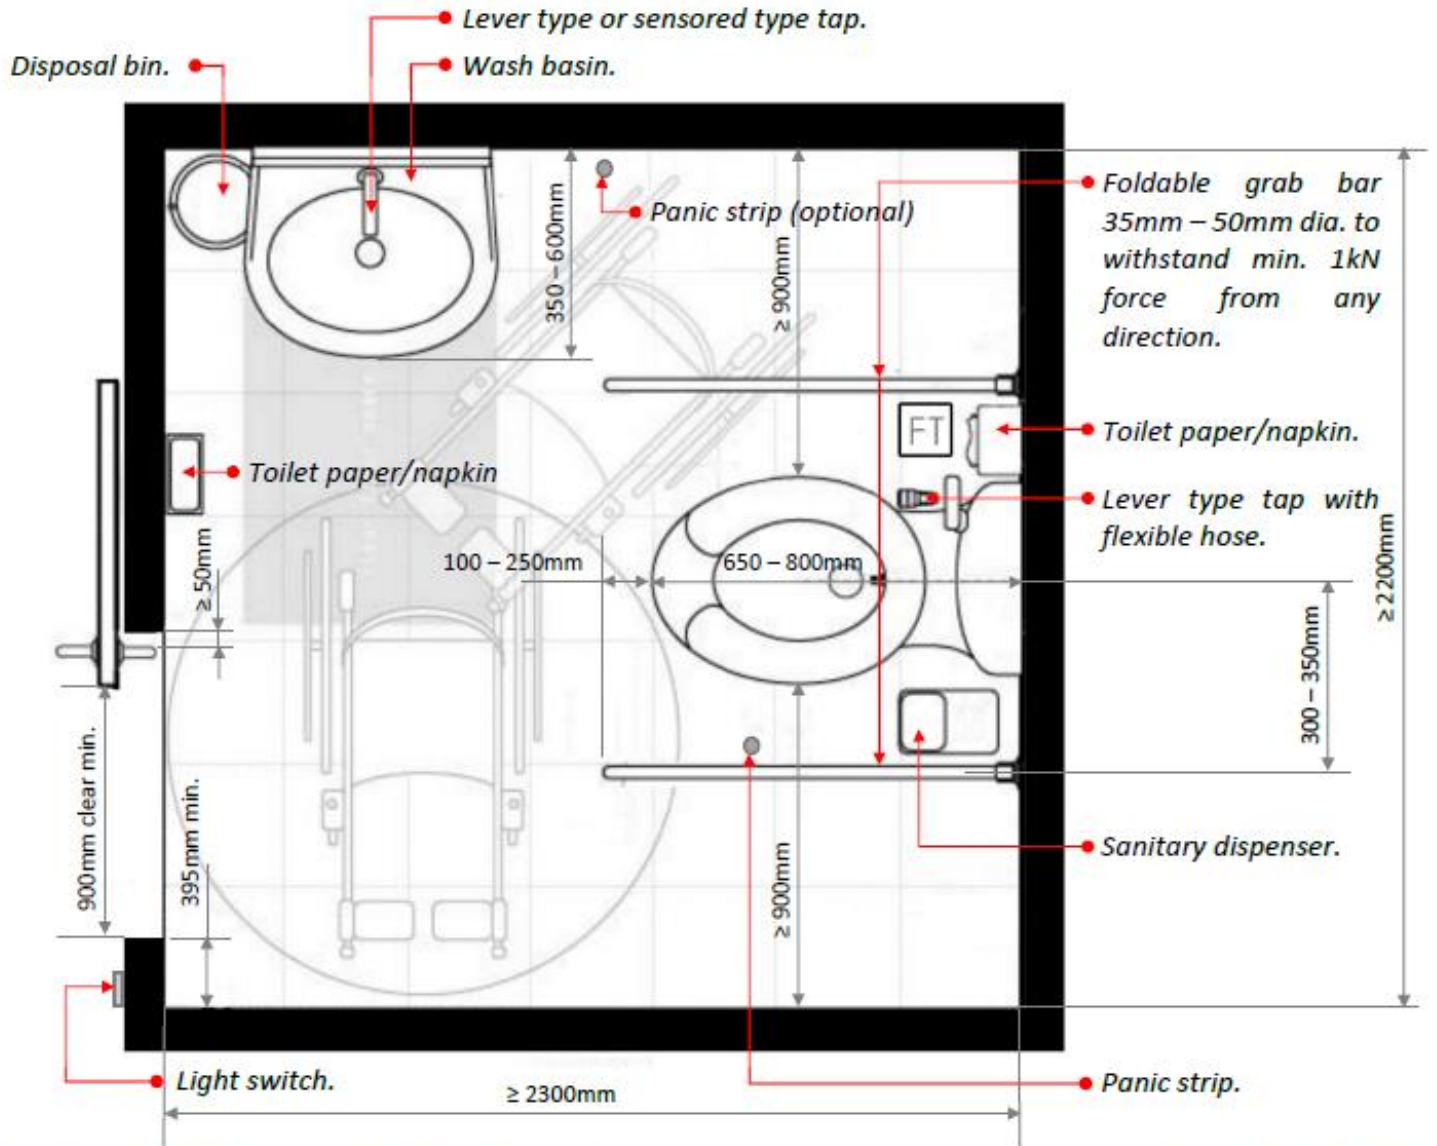 Lever type or sensored type tap.
Disposal bin.
Wash basin.
Foldable grab bar
35mm – 50mm dia. to
withstand min. 1kN
force from any
direction.
Panic strip (optional)
350 – 600mm
≥ 900mm
FT
Toilet paper/napkin.
Toilet paper/napkin
Lever type tap with
flexible hose.
≥ 50mm
100 – 250mm
650 – 800mm
≥ 2200mm
300 – 350mm
900mm clear min.
395mm min.
≥ 900mm
Sanitary dispenser.
Light switch.
≥ 2300mm
Panic strip.